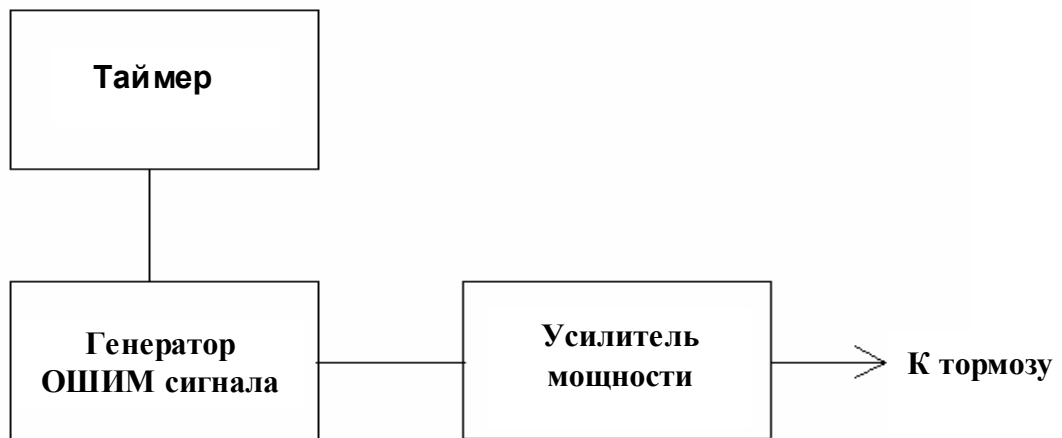 Таймер
Генератор
ОШИМ сигнала
Усилитель
мощности
К тормозу